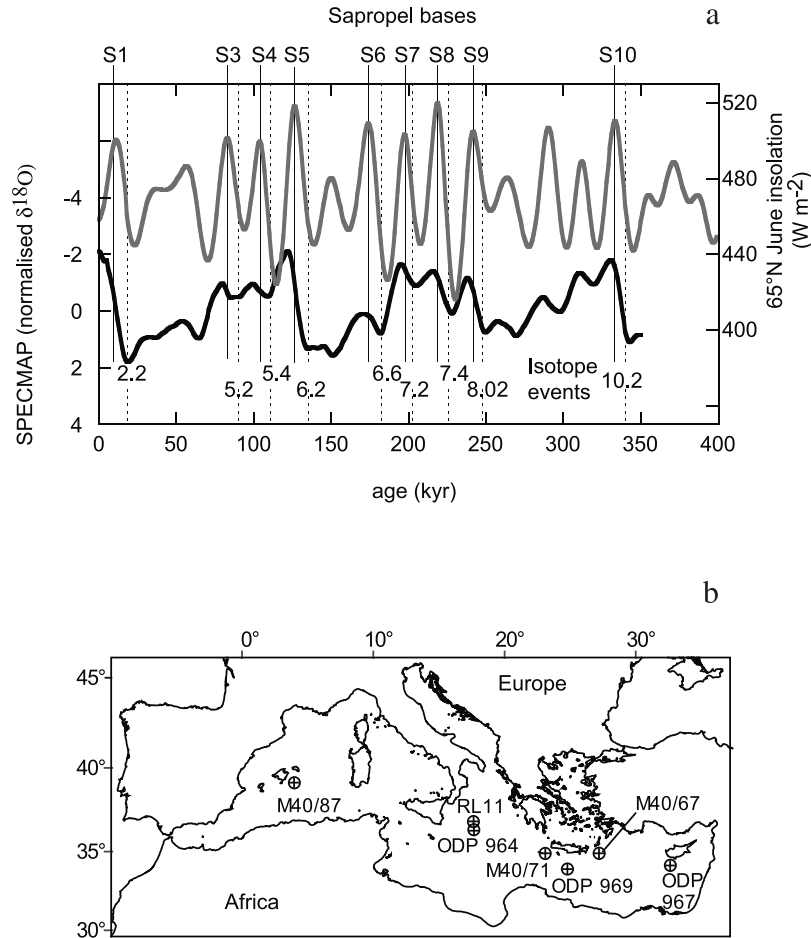 a
Sapropel bases
S1 S3 S4 S5 S6 S7 S8 S9 S10
520
480
440
400
65°N June insolation
(W m-2)
SPECMAP (normalised δ18O)
-4
-2
0
2
4
2.2 5.4 6.6 7.4 Isotope
5.2 6.2 7.2 8.02 events 10.2
0 50 100 150 200 250 300 350 400
age (kyr)
b
0° 10° 20° 30°
45°
40°
35°
30°
Europe
M40/87
RL11
M40/67
ODP 964
M40/71
ODP 969
ODP
967
Africa